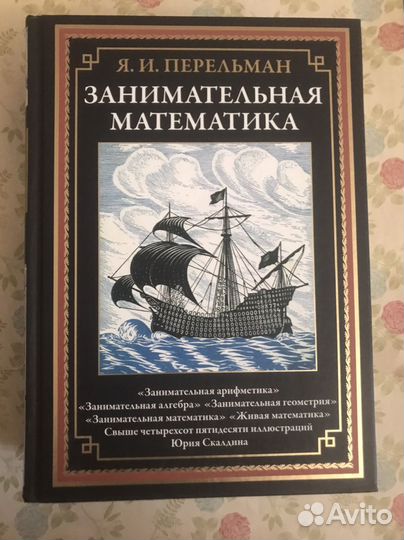 Я. И. ПЕРЕЛЬМАН
ЗАНИМАТЕЛЬНАЯ
МАТЕМАТИКА
«Занимательная арифметика»
«Занимательная алгебра» «Занимательная геометрия»
«Занимательная математика» «Живая математика»
Свыше четырехсот пятидесяти иллюстраций
Юрия Скалдина
Avito